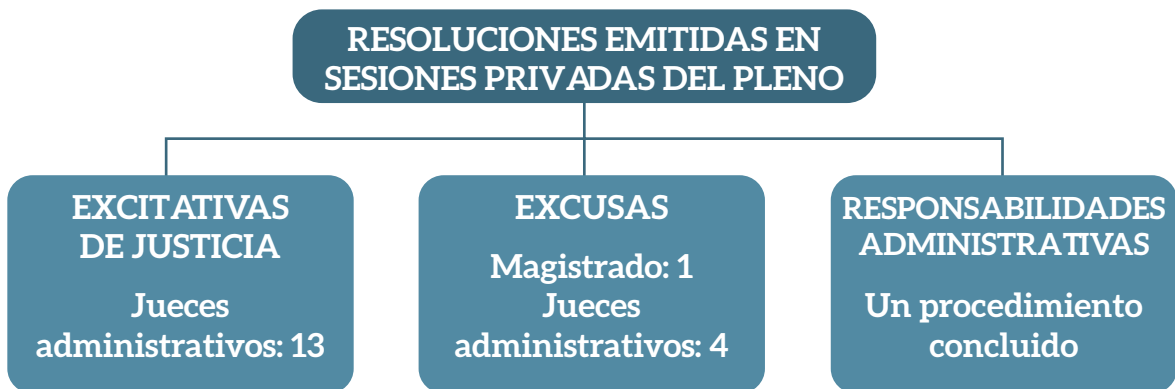 RESOLUCIONES EMITIDAS EN
SESIONES PRIVADAS DEL PLENO
EXCITATIVAS
DE JUSTICIA
Jueces
administrativos: 13
EXCUSAS
Magistrado: 1
Jueces
administrativos: 4
RESPONSABILIDADES
ADMINISTRATIVAS
Un procedimiento
concluido